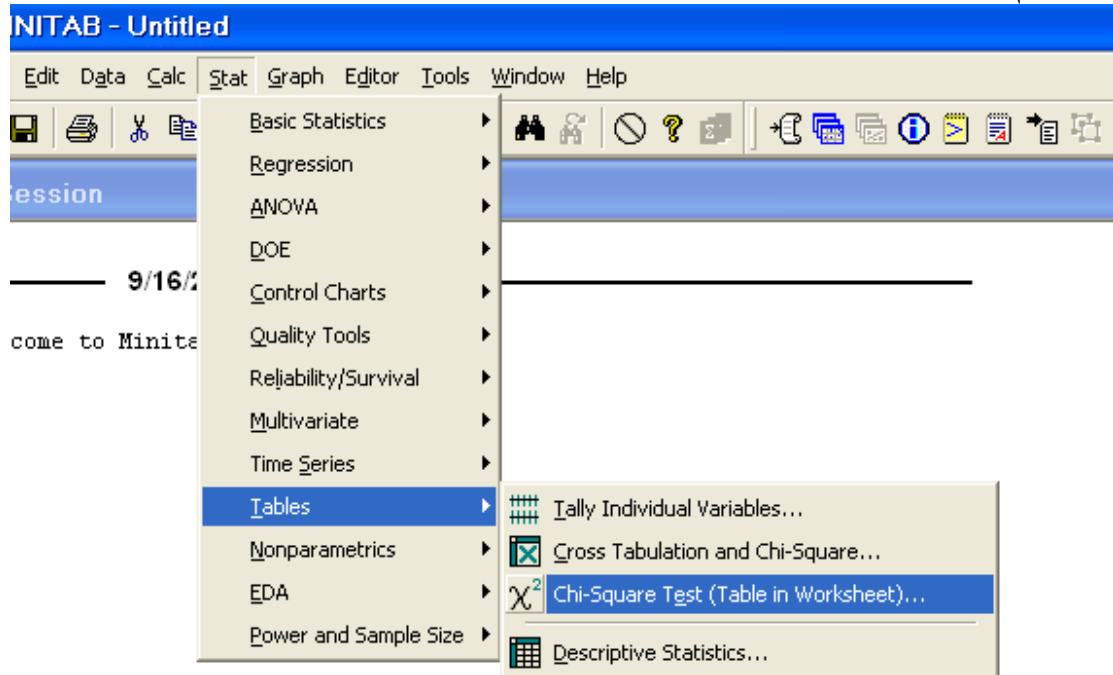 INITAB - Untitled
Edit Data Calc Stat Graph Editor Tools Window Help
Session
9/16/2
come to Minita
Basic Statistics
Regression
ANOVA
DOE
Control Charts
Quality Tools
Reliability/Survival
Multivariate
Time Series
Tables
Nonparametrics
EDA
Power and Sample Size
Tally Individual Variables...
Cross Tabulation and Chi-Square...
χ² Chi-Square Test (Table in Worksheet)...
Descriptive Statistics...